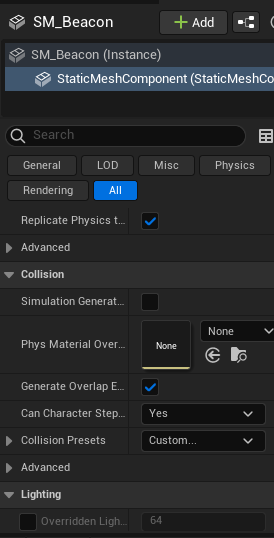 SM_Beacon
+ Add
SM_Beacon (Instance)
StaticMeshComponent (StaticMeshCo
Search
General
LOD
Misc
Physics
Rendering
All
Replicate Physics t...
Advanced
Collision
Simulation Generat...
Phys Material Over...
None
None
Generate Overlap E...
Can Character Step...
Yes
Collision Presets
Custom...
Advanced
Lighting
Overridden Ligh...
64